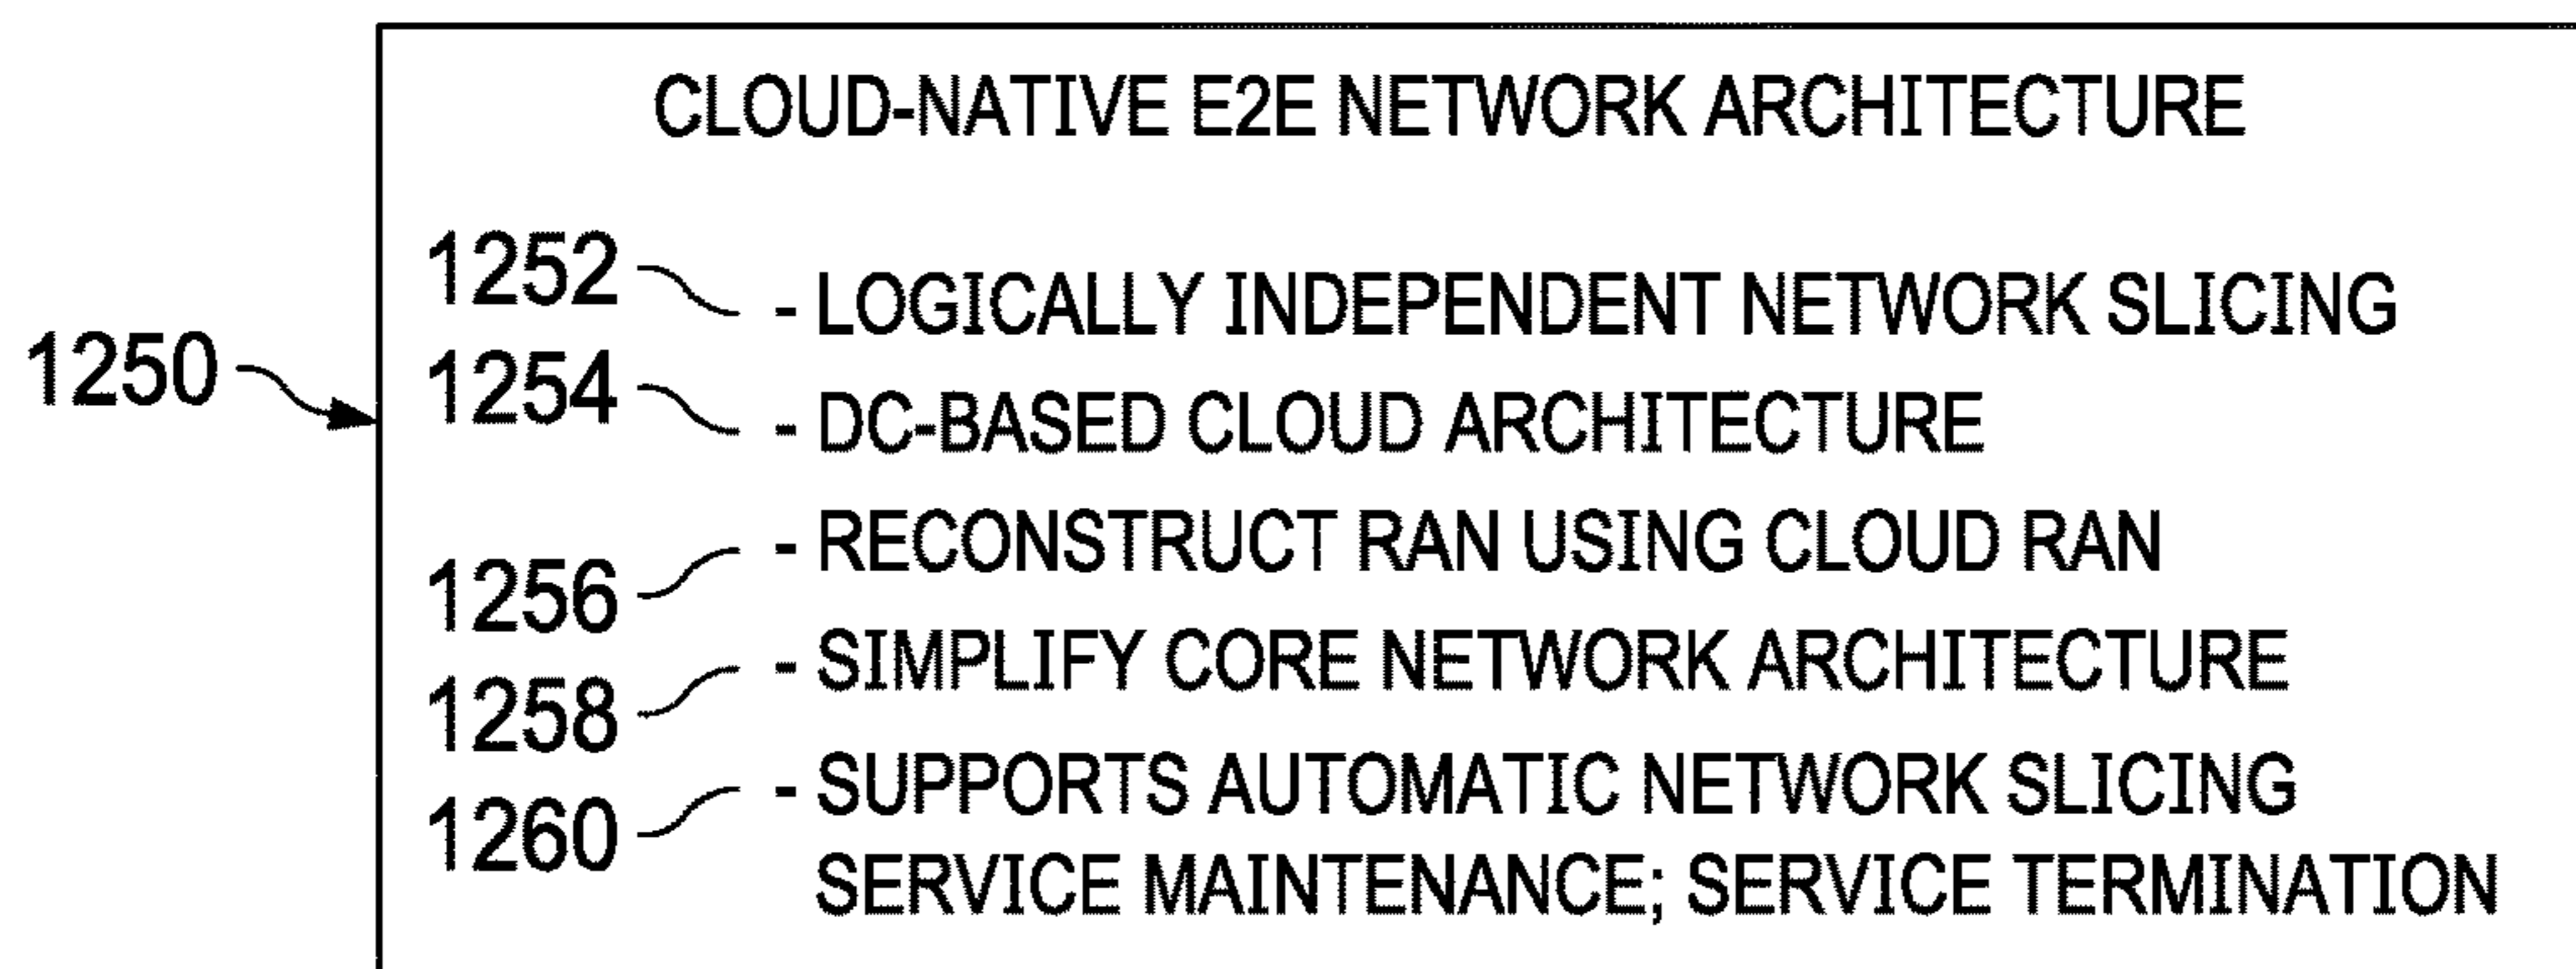 CLOUD-NATIVE E2E NETWORK ARCHITECTURE
1252 - LOGICALLY INDEPENDENT NETWORK SLICING
1250
1254 - DC-BASED CLOUD ARCHITECTURE
1256 - RECONSTRUCT RAN USING CLOUD RAN
1258 - SIMPLIFY CORE NETWORK ARCHITECTURE
1260 - SUPPORTS AUTOMATIC NETWORK SLICING
SERVICE MAINTENANCE; SERVICE TERMINATION